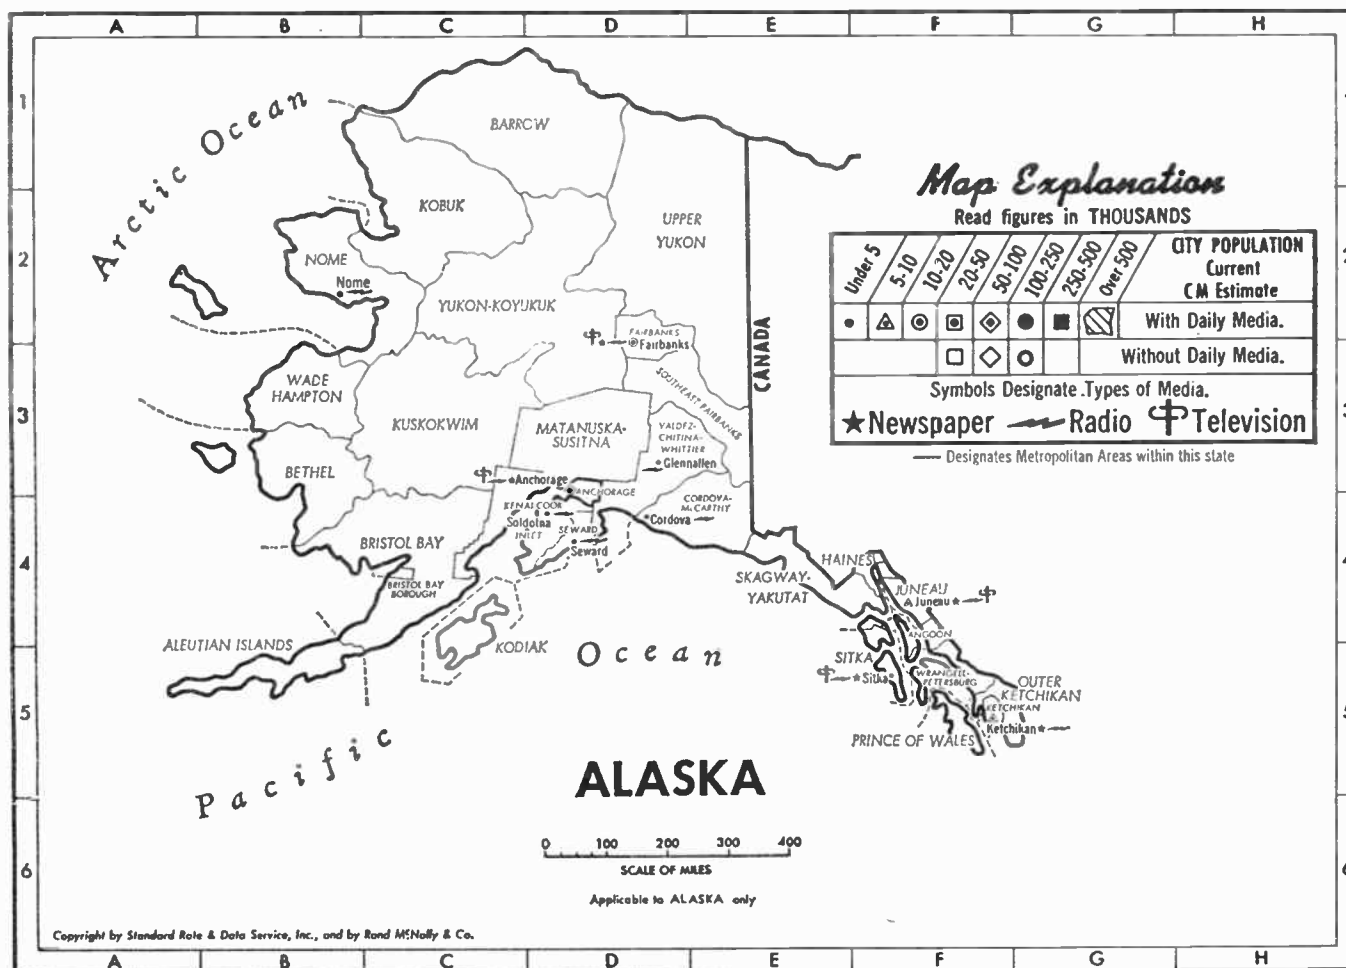 A B C D E F G H
1 1
2 2
3 3
4 4
5 5
6 6
Arctic Ocean
BARROW
KOBUK
UPPER
YUKON
NOME
Nome
YUKON-KOYUKUK
FAIRBANKS
Fairbanks
CANADA
SOUTHEAST FAIRBANKS
WADE
HAMPTON
KUSKOKWIM
MATANUSKA-
SUSITNA
VALDEZ-
CHITINA-
WHITTIER
Glennallen
BETHEL
Anchorage
ANCHORAGE
KENAI-COOK
INLET
Soldotna
SEWARD
Seward
CORDOVA-
McCARTHY
Cordova
BRISTOL BAY
BRISTOL BAY
BOROUGH
SKAGWAY-
YAKUTAT
HAINES
JUNEAU
Juneau
ANGOON
ALEUTIAN ISLANDS
KODIAK
SITKA
Sitka
WRANGELL-
PETERSBURG
OUTER
KETCHIKAN
KETCHIKAN
Ketchikan
PRINCE OF WALES
Pacific Ocean
Map Explanation
Read figures in THOUSANDS
Under 5 5-10 10-20 20-50 50-100 100-250 250-500 Over 500
CITY POPULATION
Current
CM Estimate
With Daily Media.
Without Daily Media.
Symbols Designate Types of Media.
Newspaper Radio Television
Designates Metropolitan Areas within this state
ALASKA
0 100 200 300 400
SCALE OF MILES
Applicable to ALASKA only
Copyright by Standard Rate & Data Service, Inc., and by Rand McNally & Co.
A B C D E F G H